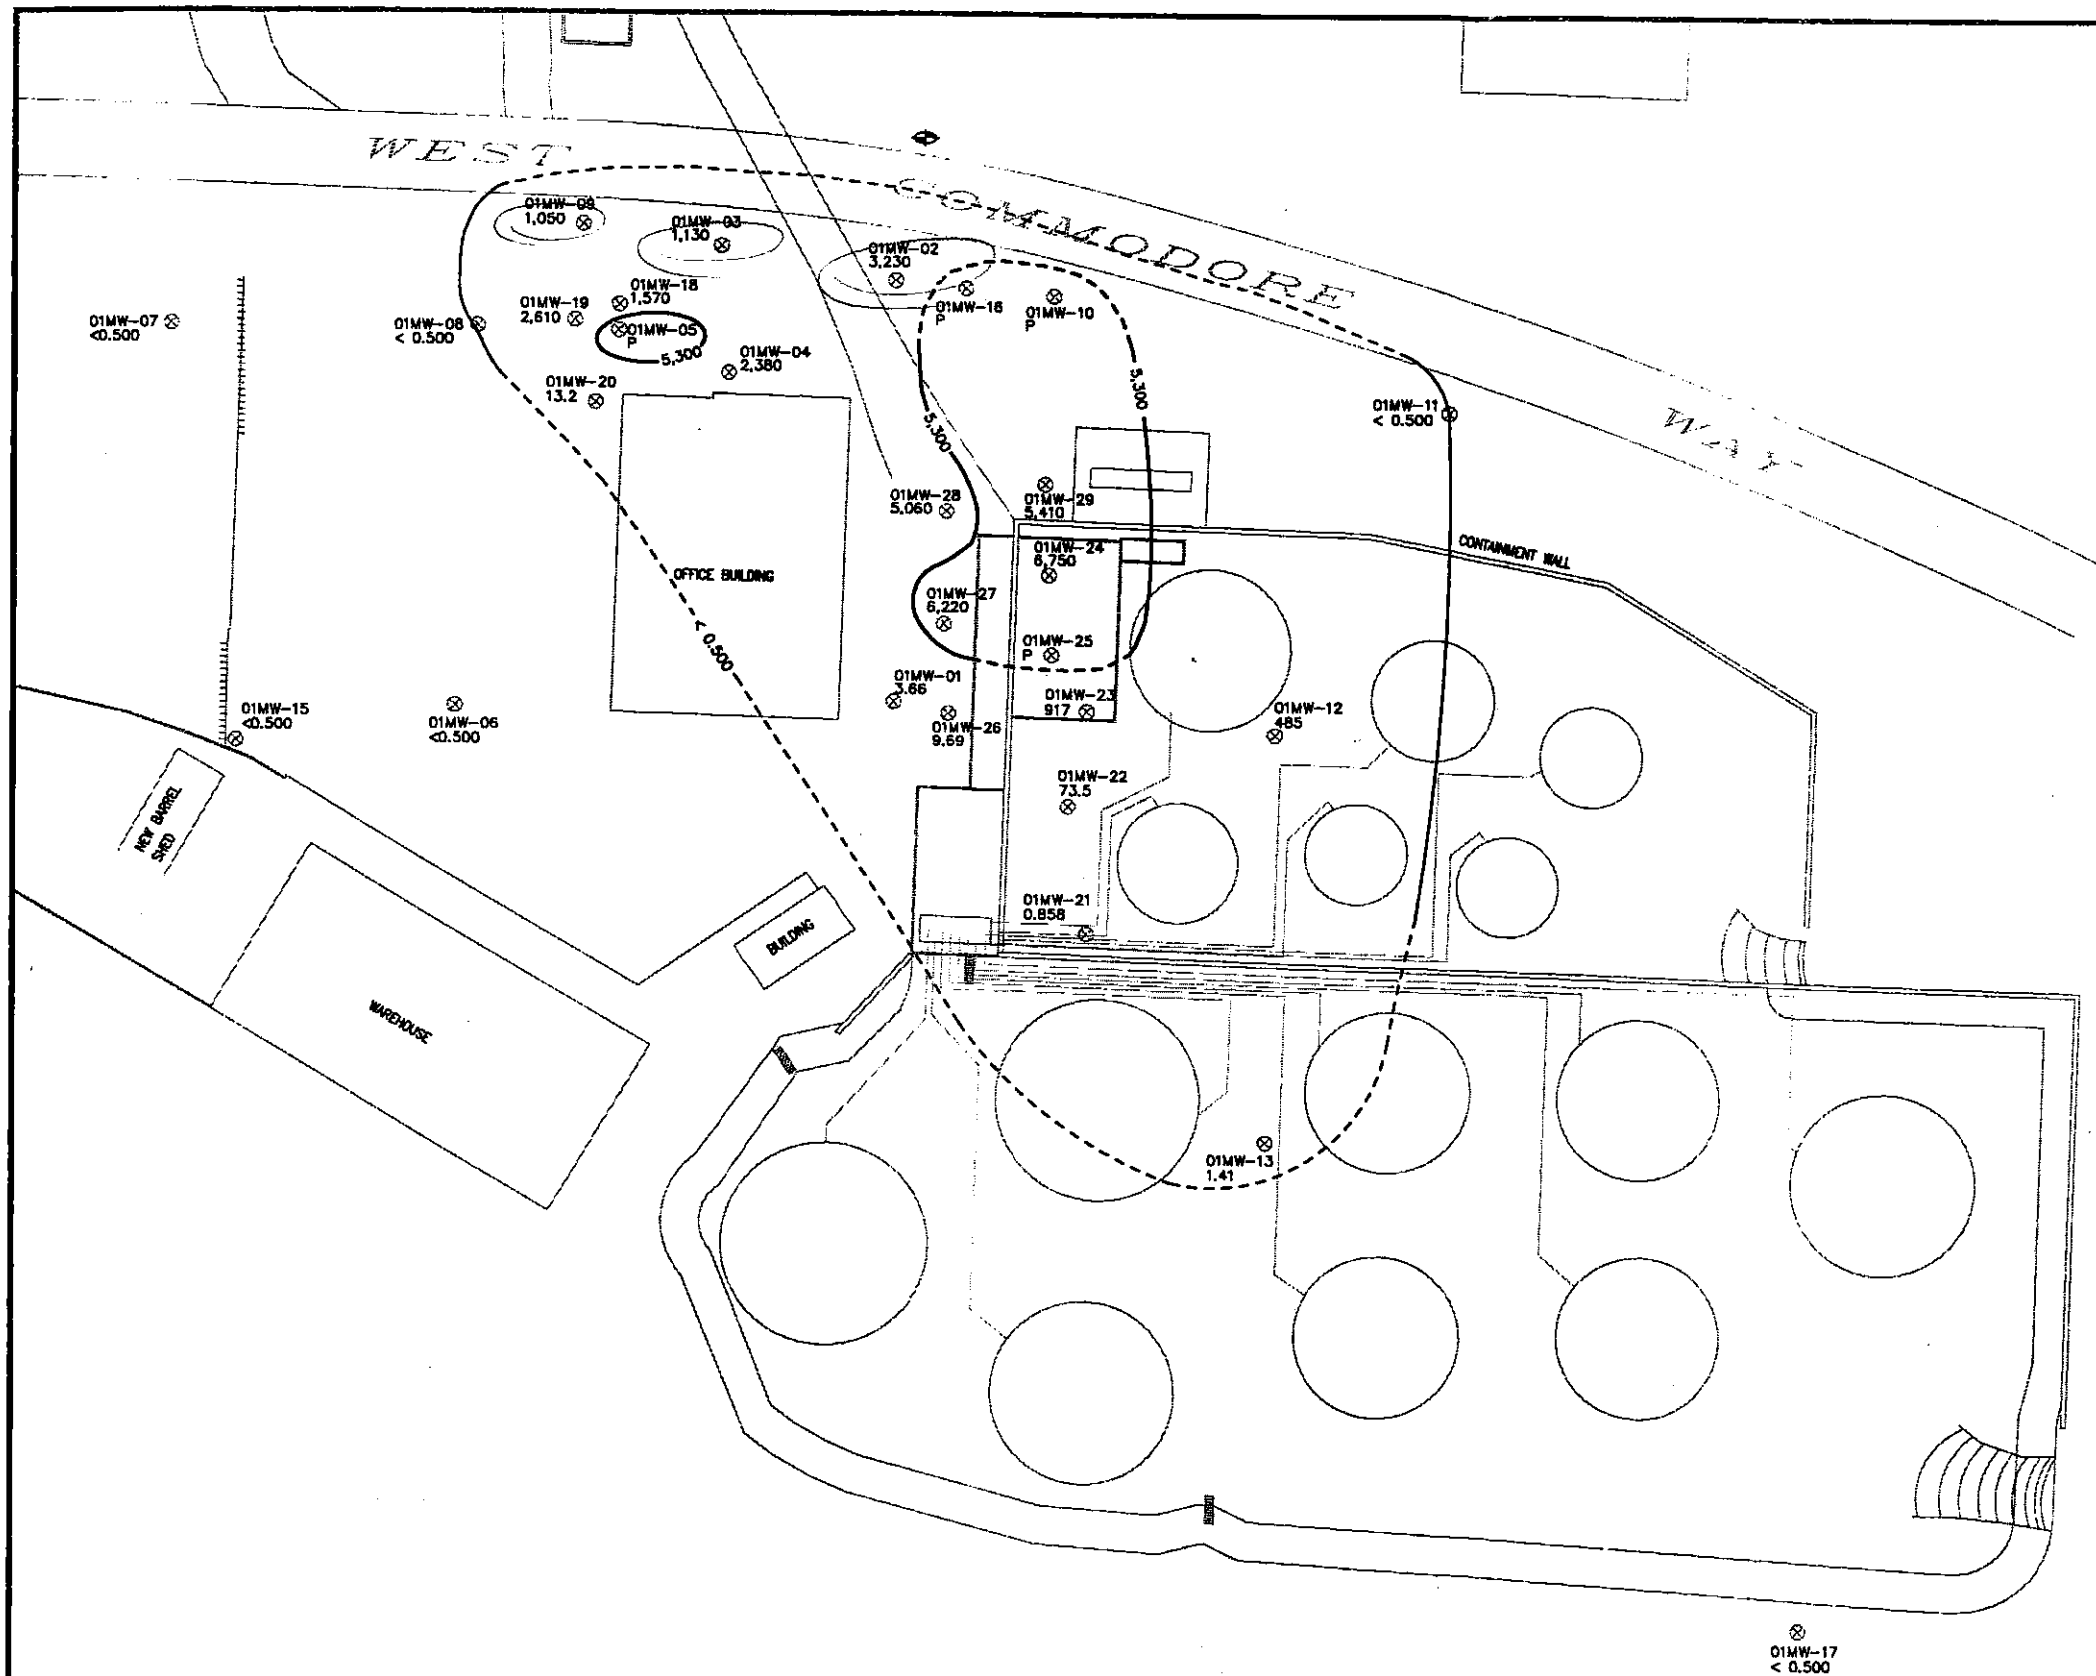 WEST
COMMODORE
WAY
01MW-09
1,050
01MW-03
1,130
01MW-02
3,230
01MW-18
1,570
01MW-19
2,610
01MW-16
P
01MW-10
P
01MW-07
<0.500
01MW-08
< 0.500
01MW-05
P
5,300
01MW-04
2,380
01MW-20
13.2
5,300
5,300
01MW-11
< 0.500
01MW-28
5,060
01MW-29
5,410
CONTAINMENT WALL
01MW-24
6,750
OFFICE BUILDING
01MW-27
6,220
< 0.500
01MW-25
P
01MW-01
3.66
01MW-23
917
01MW-15
<0.500
01MW-06
<0.500
01MW-26
9.69
01MW-12
485
01MW-22
73.5
NEW BARREL
SHED
01MW-21
0.858
BUILDING
WAREHOUSE
01MW-13
1.41
01MW-17
< 0.500